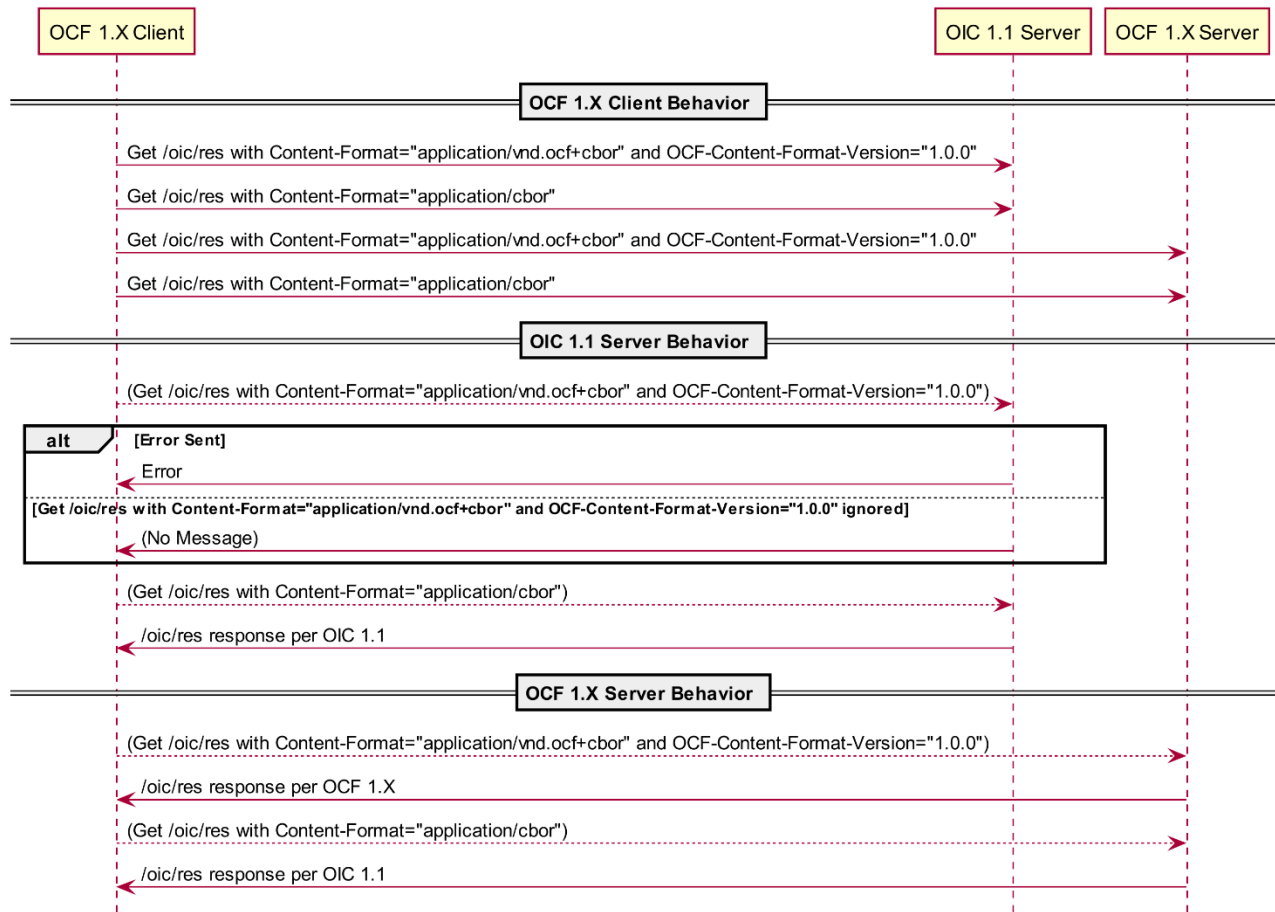 OCF 1.X Client
OIC 1.1 Server
OCF 1.X Server
OCF 1.X Client Behavior
Get /oic/res with Content-Format="application/vnd.ocf+cbor" and OCF-Content-Format-Version="1.0.0"
Get /oic/res with Content-Format="application/cbor"
Get /oic/res with Content-Format="application/vnd.ocf+cbor" and OCF-Content-Format-Version="1.0.0"
Get /oic/res with Content-Format="application/cbor"
OIC 1.1 Server Behavior
(Get /oic/res with Content-Format="application/vnd.ocf+cbor" and OCF-Content-Format-Version="1.0.0")
alt [Error Sent]
Error
[Get /oic/res with Content-Format="application/vnd.ocf+cbor" and OCF-Content-Format-Version="1.0.0" ignored]
(No Message)
(Get /oic/res with Content-Format="application/cbor")
/oic/res response per OIC 1.1
OCF 1.X Server Behavior
(Get /oic/res with Content-Format="application/vnd.ocf+cbor" and OCF-Content-Format-Version="1.0.0")
/oic/res response per OCF 1.X
(Get /oic/res with Content-Format="application/cbor")
/oic/res response per OIC 1.1